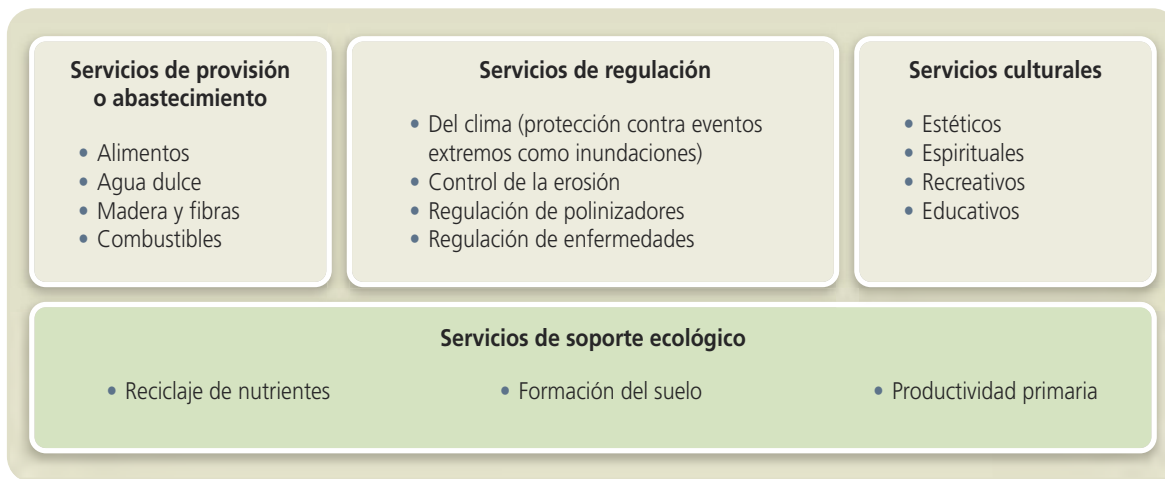 Servicios de provisión
o abastecimiento
• Alimentos
• Agua dulce
• Madera y fibras
• Combustibles
Servicios de regulación
• Del clima (protección contra eventos
extremos como inundaciones)
• Control de la erosión
• Regulación de polinizadores
• Regulación de enfermedades
Servicios culturales
• Estéticos
• Espirituales
• Recreativos
• Educativos
Servicios de soporte ecológico
• Reciclaje de nutrientes
• Formación del suelo
• Productividad primaria